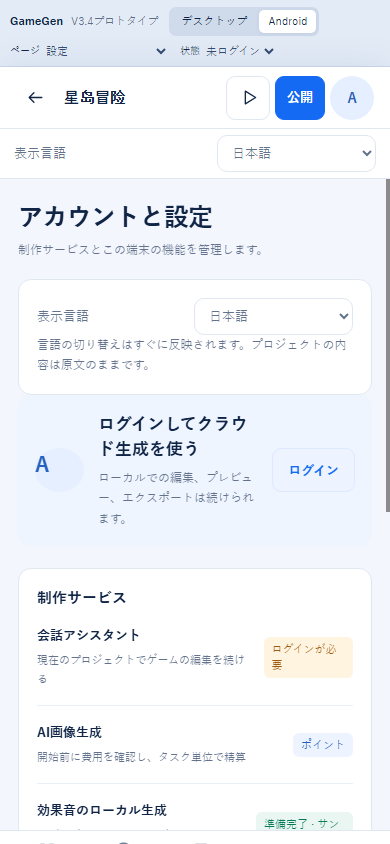 GameGen V3.4プロトタイプ デスクトップ Android
ページ 設定 状態 未ログイン
星岛冒险 公開 A
表示言語 日本語
アカウントと設定
制作サービスとこの端末の機能を管理します。
表示言語 日本語
言語の切り替えはすぐに反映されます。プロジェクトの内
容は原文のままです。
A
ログインしてクラウ
ド生成を使う
ローカルでの編集、プレビュ
ー、エクスポートは続けられ
ます。
ログイン
制作サービス
会話アシスタント
現在のプロジェクトでゲームの編集を続け
る
ログインが必
要
AI画像生成
開始前に費用を確認し、タスク単位で精算
ポイント
効果音のローカル生成
準備完了 · サン